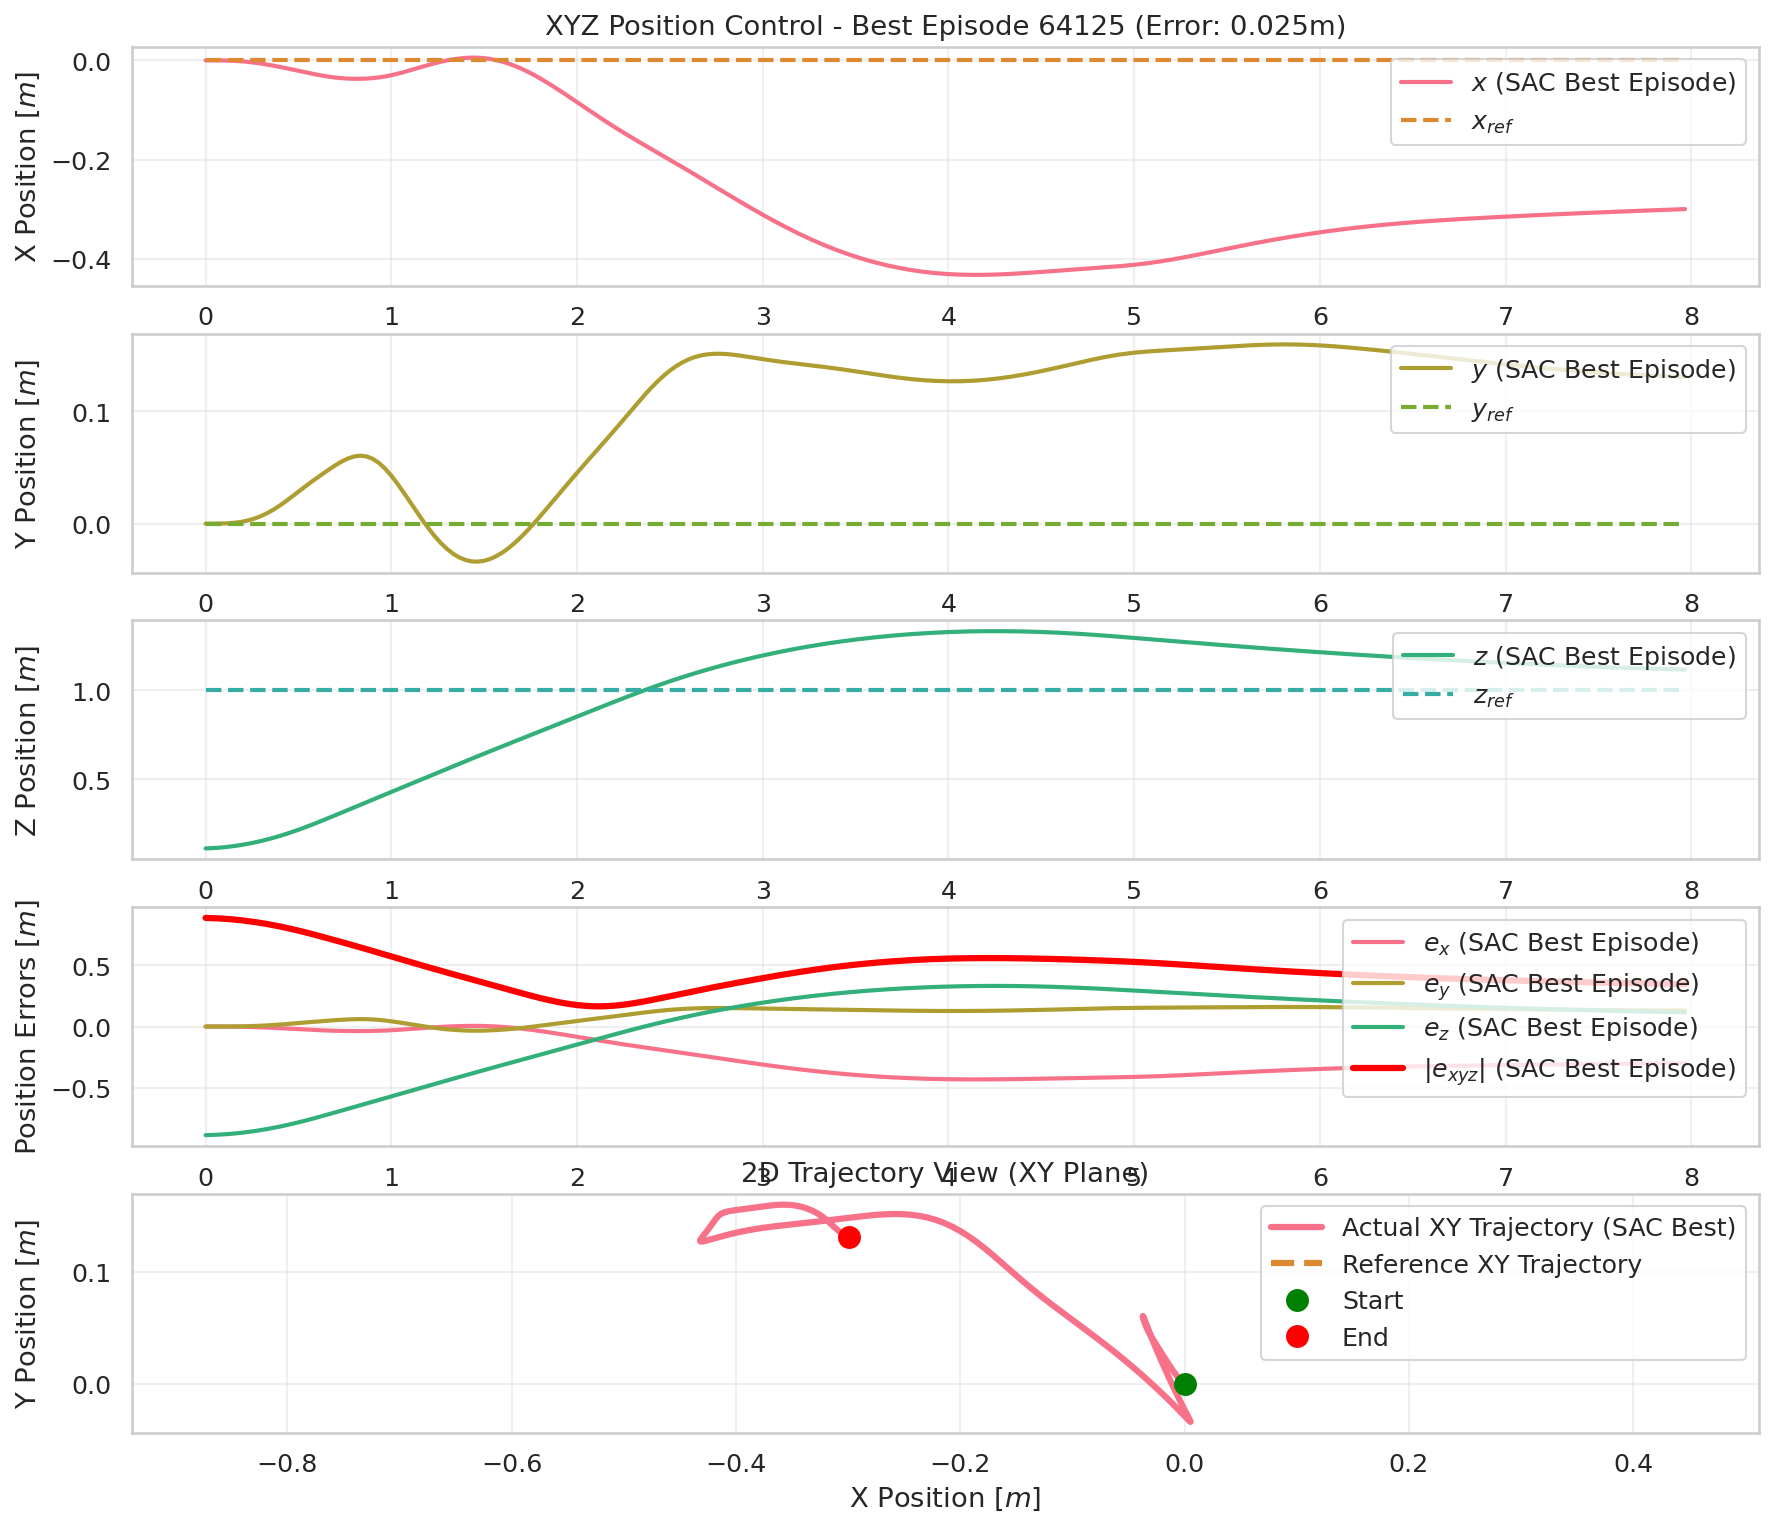 XYZ Position Control - Best Episode 64125 (Error: 0.025m)
X Position [m]
0.0
−0.2
−0.4
x (SAC Best Episode)
x_ref
0 1 2 3 4 5 6 7 8
Y Position [m]
0.1
0.0
y (SAC Best Episode)
y_ref
0 1 2 3 4 5 6 7 8
Z Position [m]
1.0
0.5
z (SAC Best Episode)
z_ref
0 1 2 3 4 5 6 7 8
Position Errors [m]
0.5
0.0
−0.5
e_x (SAC Best Episode)
e_y (SAC Best Episode)
e_z (SAC Best Episode)
|e_xyz| (SAC Best Episode)
0 1 2 3 4 5 6 7 8
2D Trajectory View (XY Plane)
Y Position [m]
0.1
0.0
Actual XY Trajectory (SAC Best)
Reference XY Trajectory
Start
End
−0.8 −0.6 −0.4 −0.2 0.0 0.2 0.4
X Position [m]